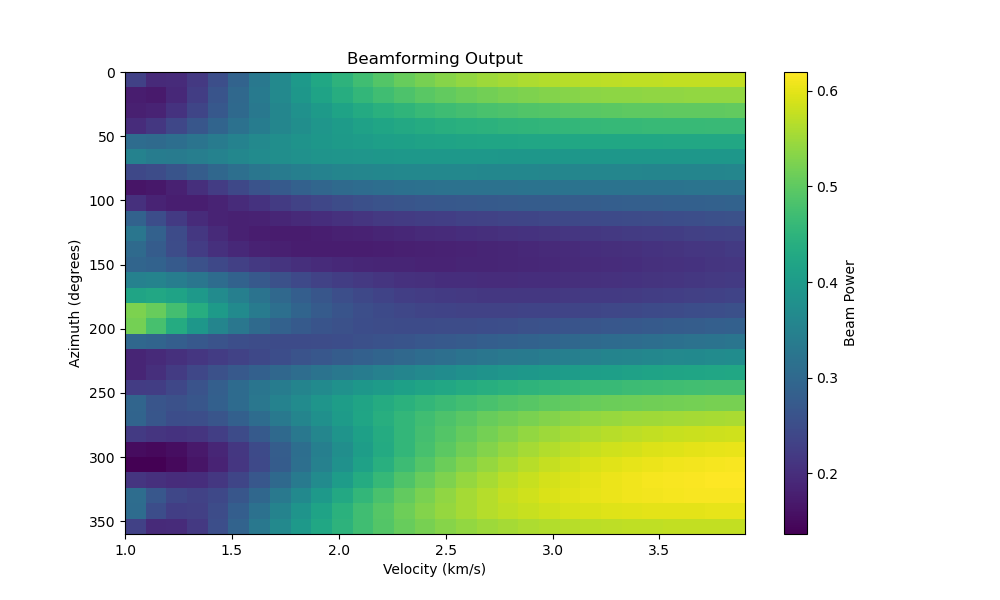 Beamforming Output
0
50
100
150
200
250
300
350
Azimuth (degrees)
1.0 1.5 2.0 2.5 3.0 3.5
Velocity (km/s)
0.6
0.5
0.4
0.3
0.2
Beam Power